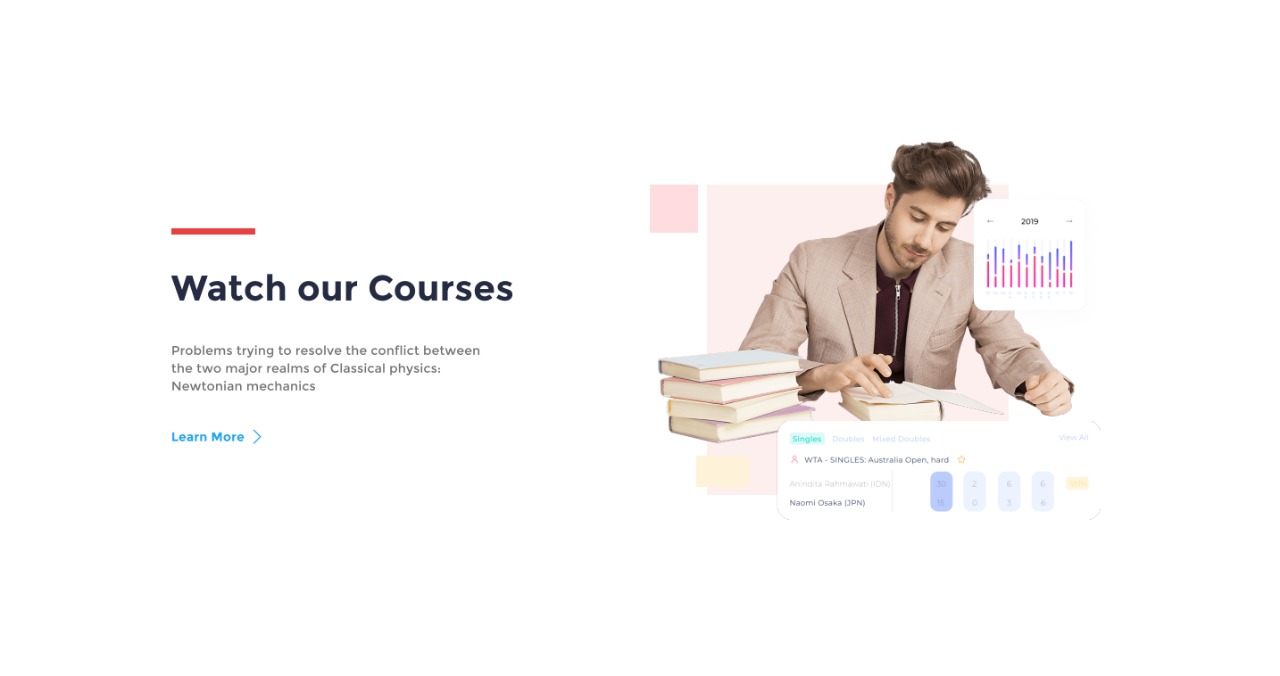 Watch our Courses
Problems trying to resolve the conflict between
the two major realms of Classical physics:
Newtonian mechanics
Learn More
2019
Singles Doubles Mixed Doubles View All
WTA - SINGLES: Australia Open, hard
Anindita Rahmawati (IDN) 30 2 6 6
Naomi Osaka (JPN) 15 0 3 6